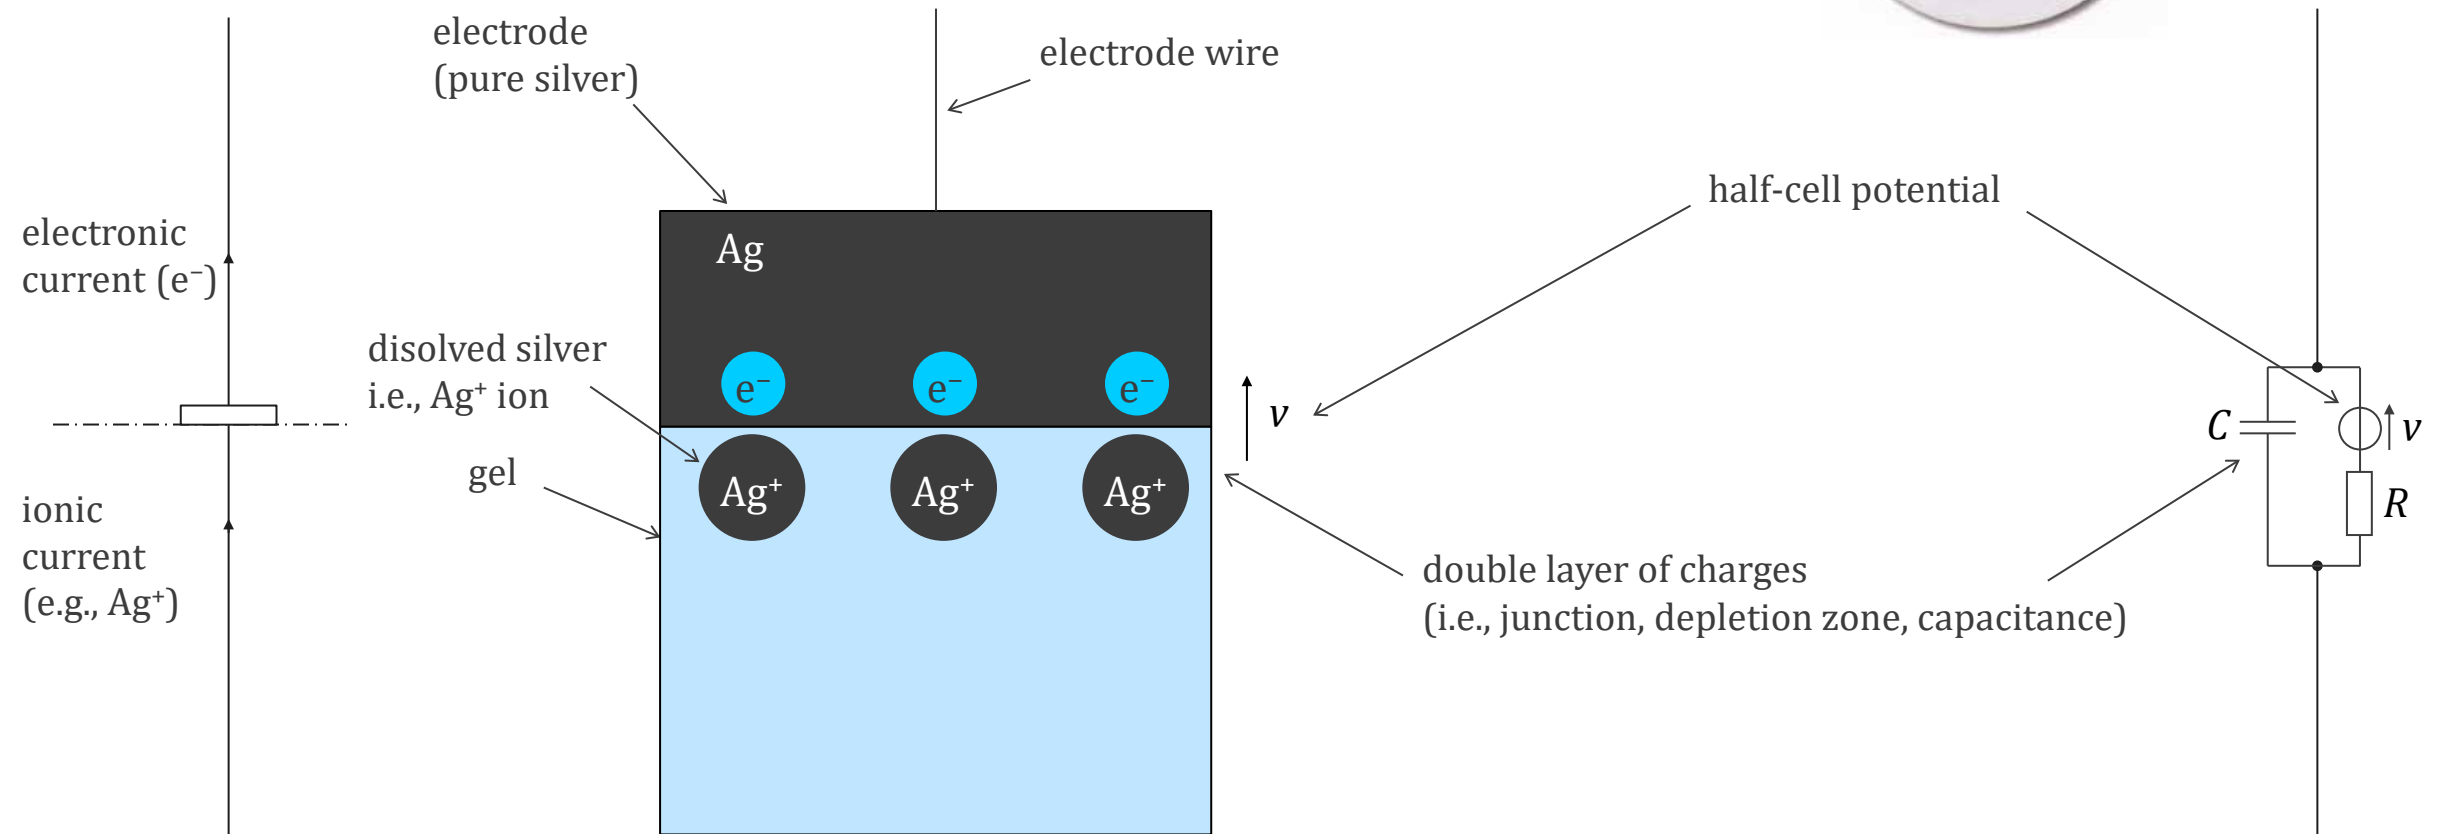 electrode
(pure silver)
electrode wire
half-cell potential
electronic
current (e⁻)
Ag
disolved silver
i.e., Ag⁺ ion
e⁻
e⁻
e⁻
v
C
v
gel
Ag⁺
Ag⁺
Ag⁺
R
ionic
current
(e.g., Ag⁺)
double layer of charges
(i.e., junction, depletion zone, capacitance)